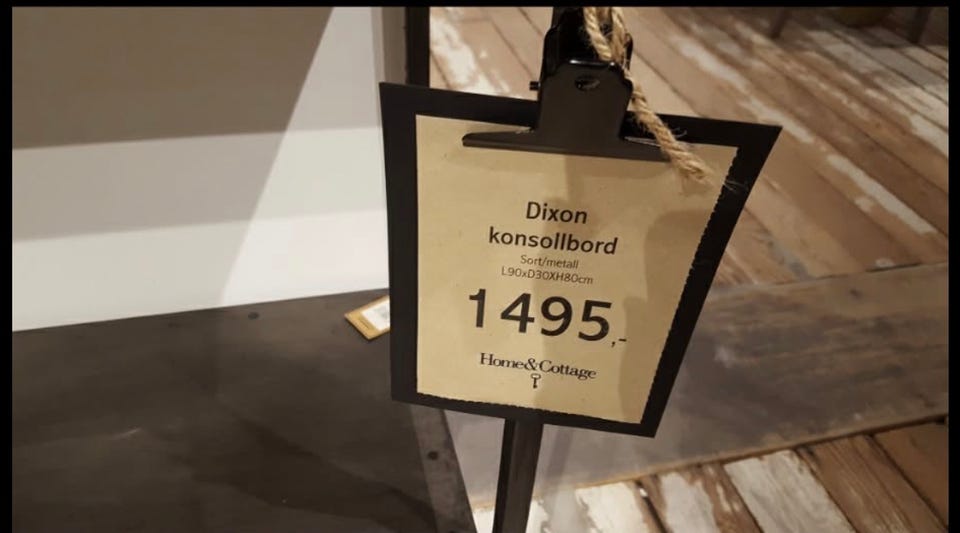 Dixon
konsollbord
Sort/metall
L90xD30XH80cm
1495,-
Home&Cottage